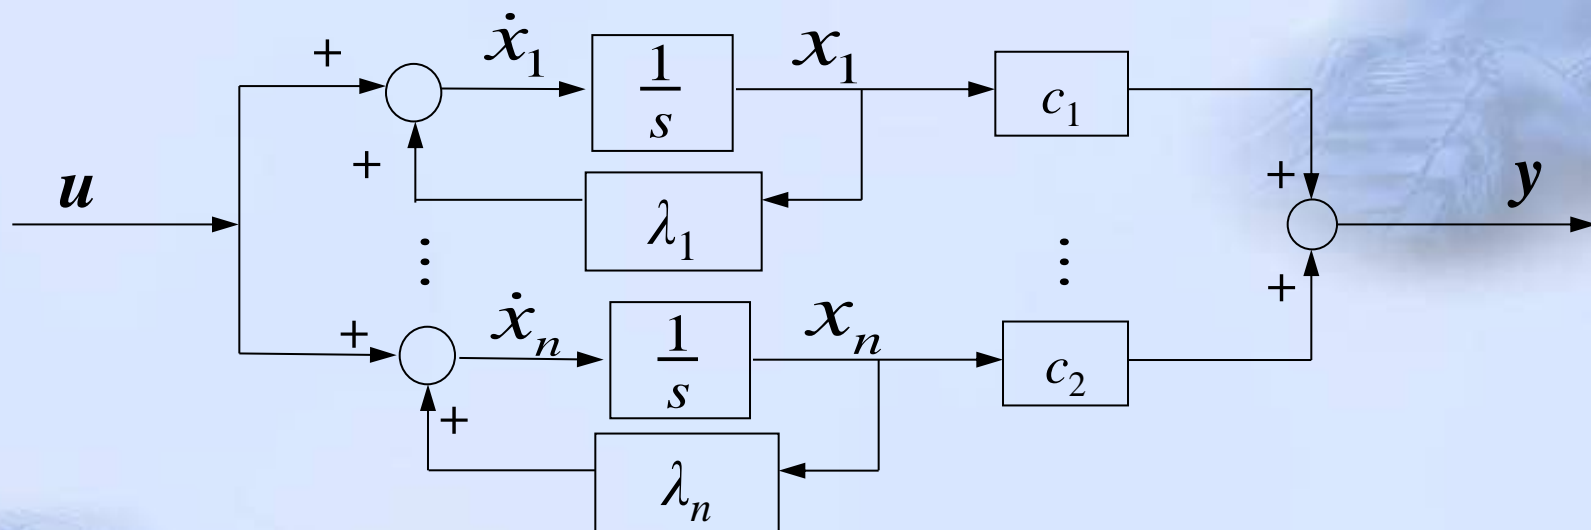 + ẋ₁ 1/s x₁ c₁
+ λ₁ +
u y
⋮ ⋮
+ ẋₙ 1/s xₙ c₂ +
+ λₙ